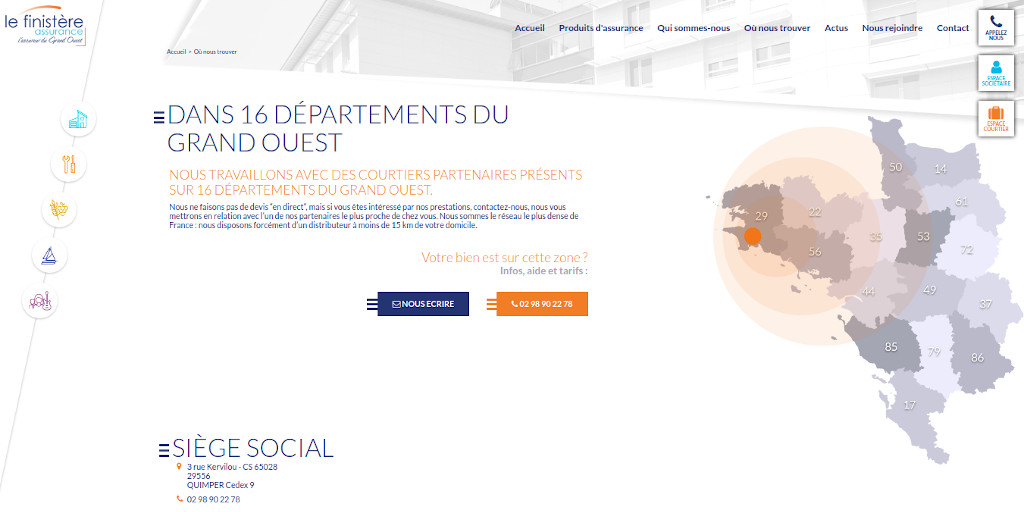 le finistère
assurance
l'assureur du Grand Ouest
Accueil
Produits d'assurance
Qui sommes-nous
Où nous trouver
Actus
Nous rejoindre
Contact
APPELEZ
NOUS
ESPACE
SOCIÉTAIRE
ESPACE
COURTIER
Accueil » Où nous trouver
DANS 16 DÉPARTEMENTS DU
GRAND OUEST
NOUS TRAVAILLONS AVEC DES COURTIERS PARTENAIRES PRÉSENTS
SUR 16 DÉPARTEMENTS DU GRAND OUEST.
Nous ne faisons pas de devis "en direct", mais si vous êtes intéressé par nos prestations, contactez-nous, nous vous
mettrons en relation avec l'un de nos partenaires le plus proche de chez vous. Nous sommes le réseau le plus dense de
France : nous disposons forcément d'un distributeur à moins de 15 km de votre domicile.
Votre bien est sur cette zone ?
Infos, aide et tarifs :
NOUS ECRIRE
02 98 90 22 78
50
14
61
29
22
35
53
72
56
44
49
37
85
79
86
17
SIÈGE SOCIAL
3 rue Kervilou - CS 65028
29556
QUIMPER Cedex 9
02 98 90 22 78